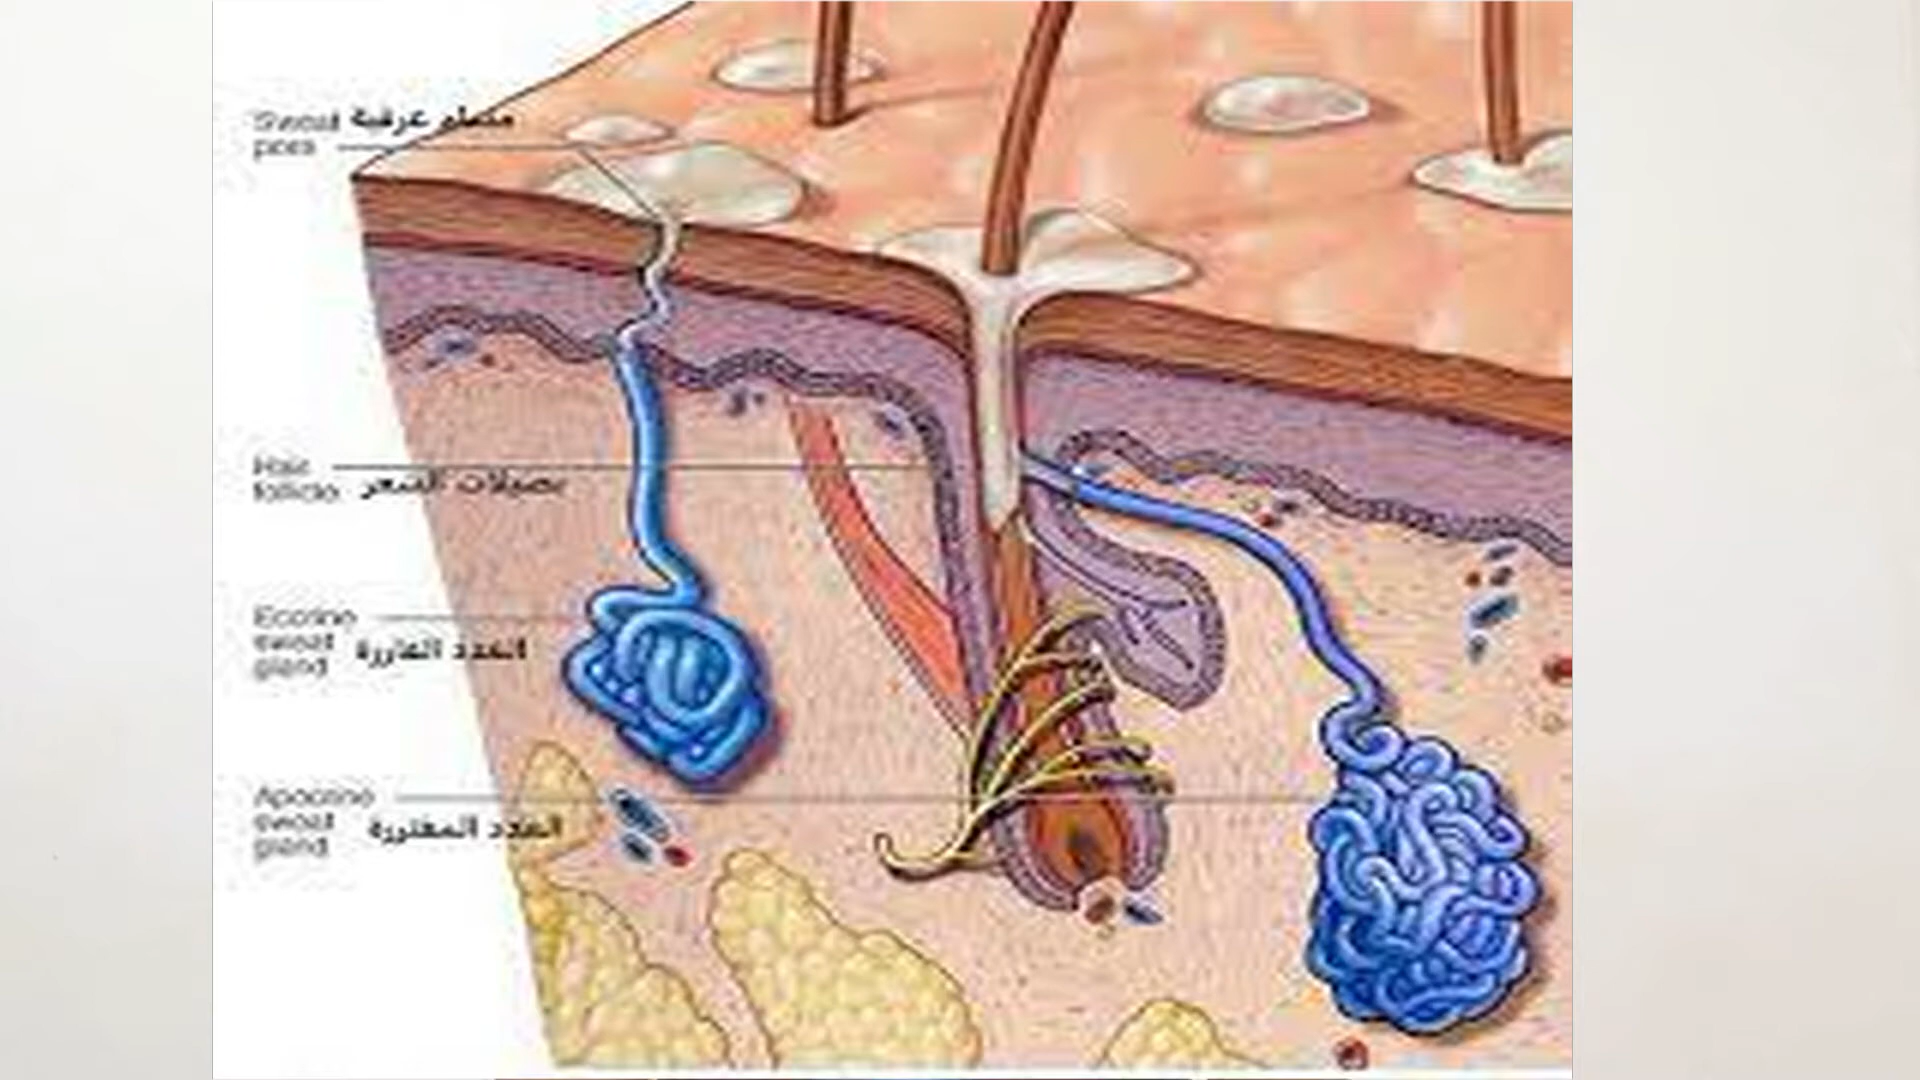 Sweat مسام عرقية
pore
Hair
follicle بصيلات الشعر
Eccrine
sweat
gland الغدد الفارزة
Apocrine
sweat
gland الغدد المفترزة